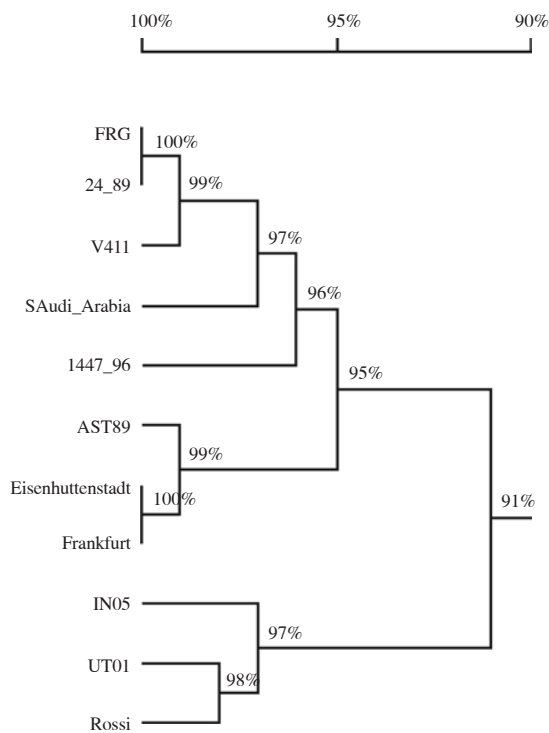 100% 95% 90%
FRG
100%
24_89
99%
V411
97%
SAudi_Arabia
96%
1447_96
95%
AST89
99%
Eisenhuttenstadt
100%
91%
Frankfurt
IN05
97%
UT01
98%
Rossi